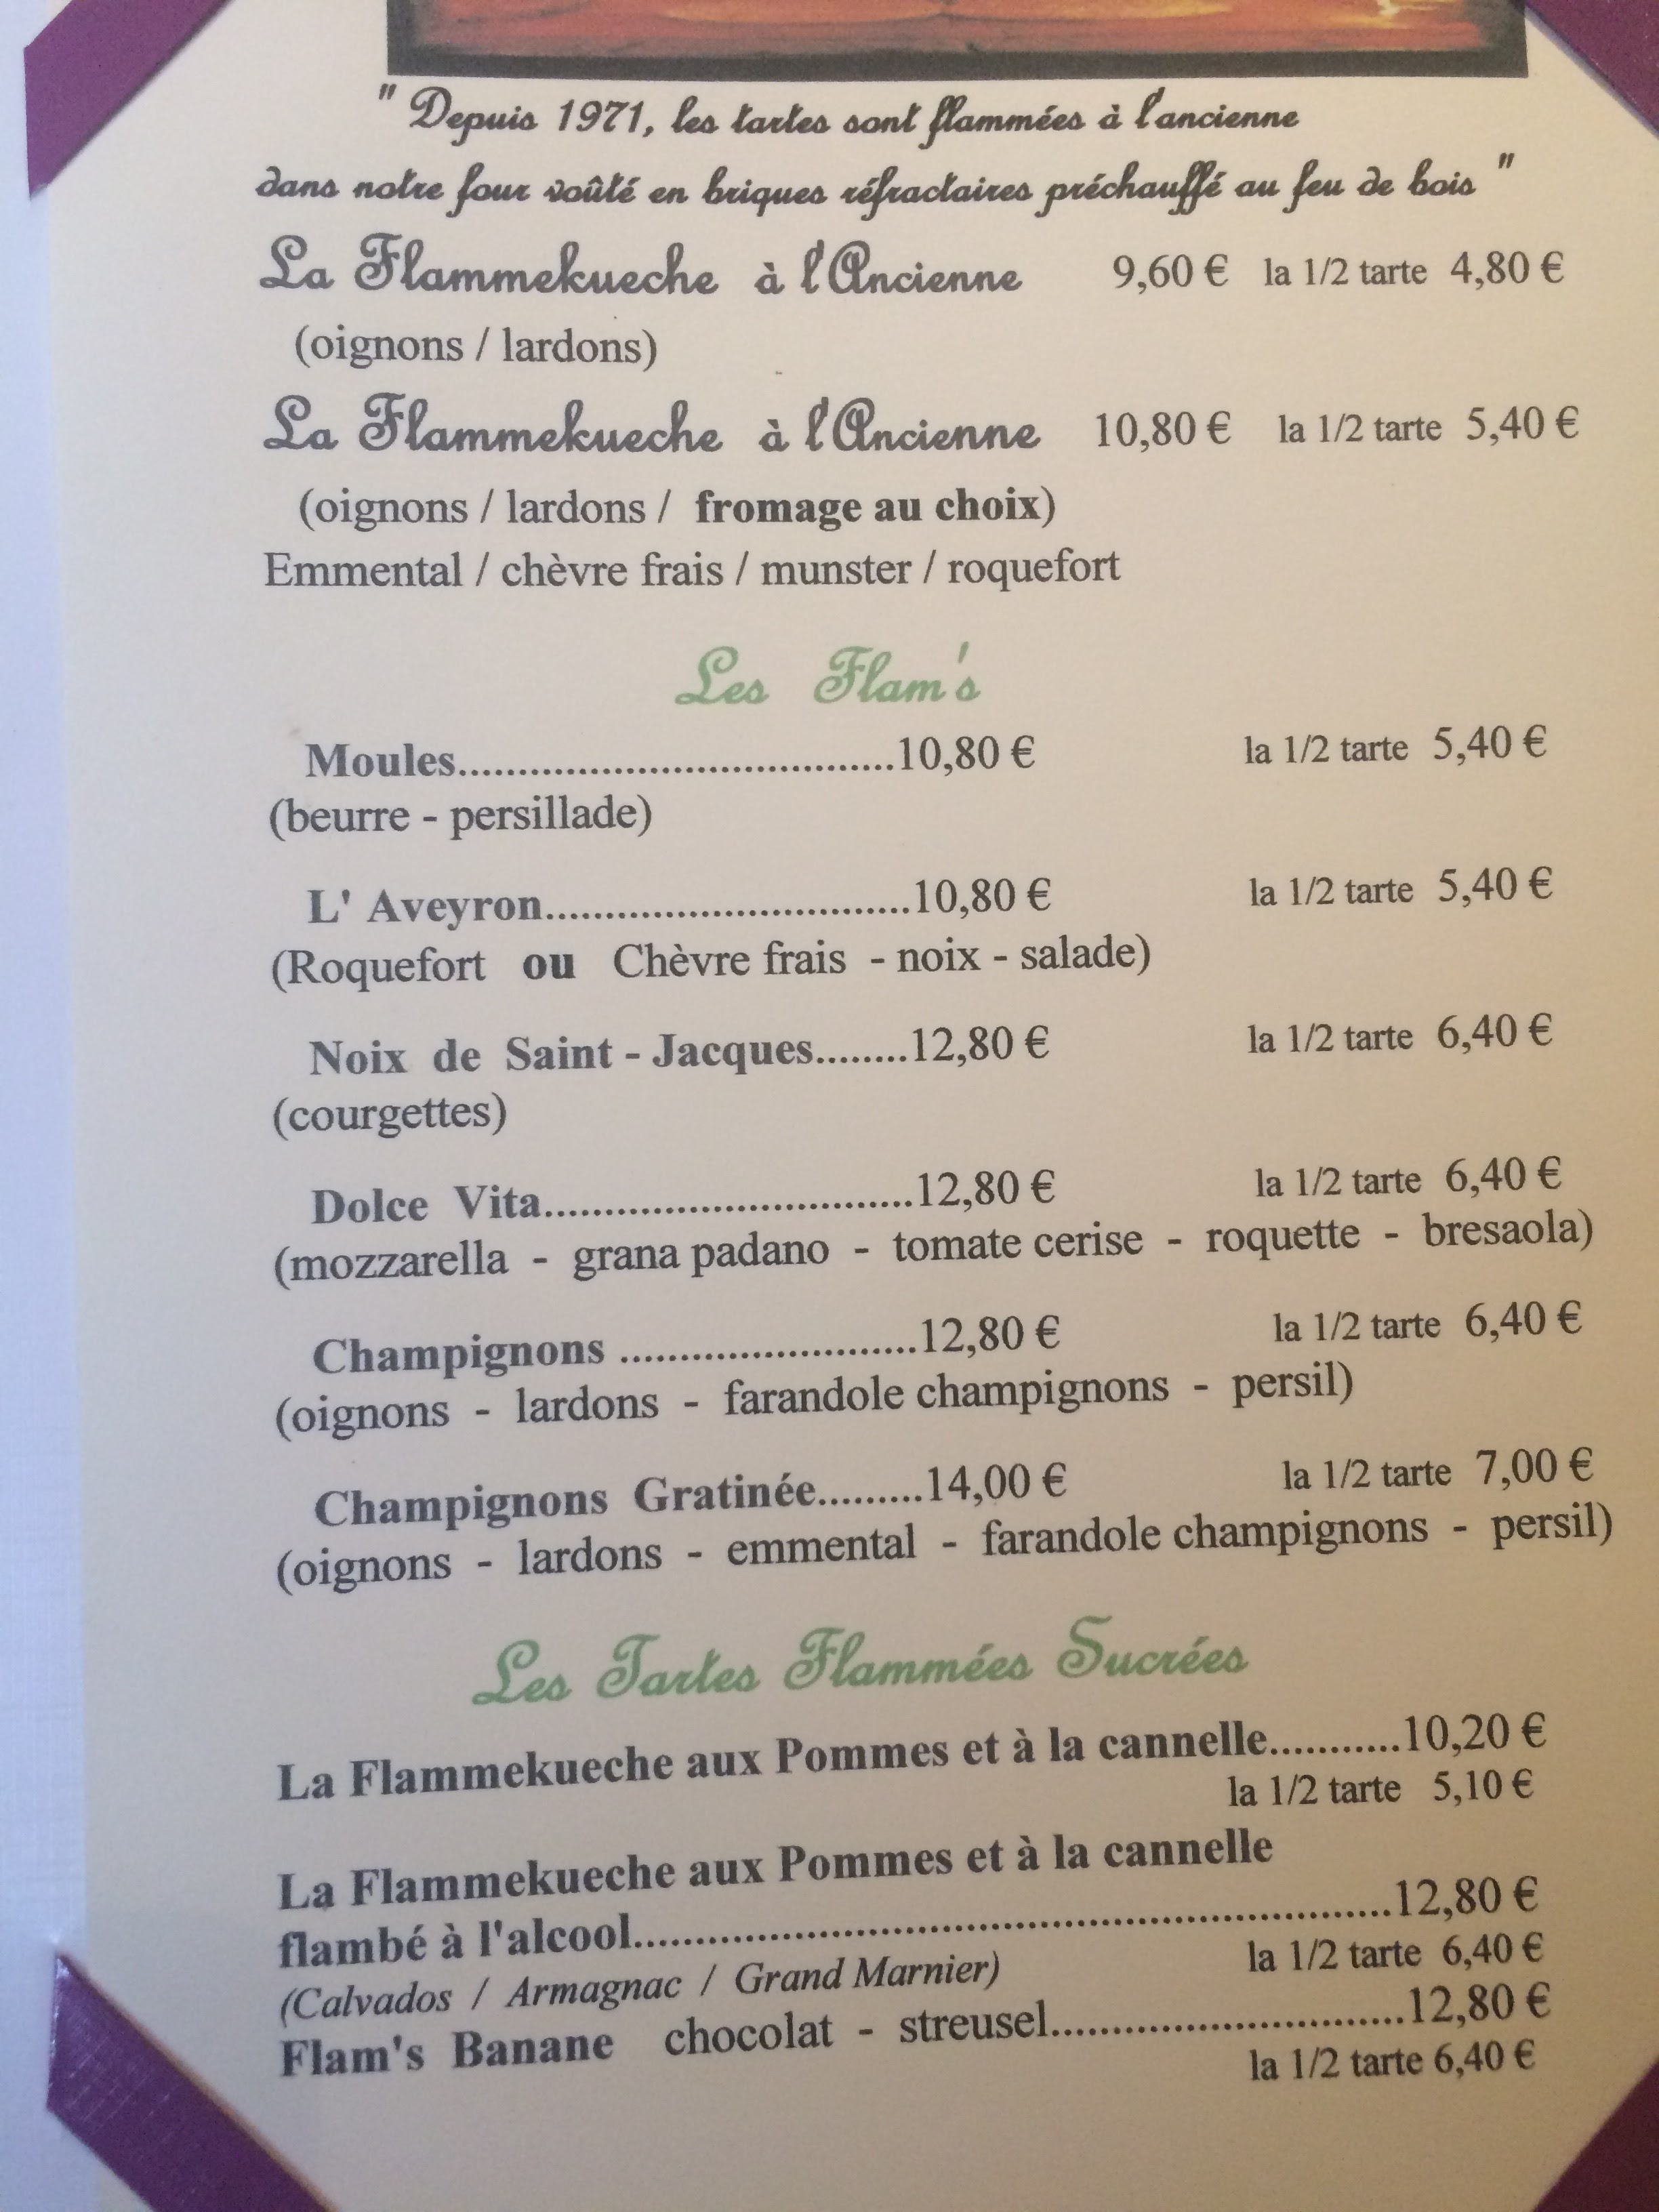 " Depuis 1971, les tartes sont flammées à l'ancienne
dans notre four voûté en briques réfractaires préchauffé au feu de bois "
La Flammekueche à l'Ancienne 9,60 € la 1/2 tarte 4,80 €
(oignons / lardons)
La Flammekueche à l'Ancienne 10,80 € la 1/2 tarte 5,40 €
(oignons / lardons / fromage au choix)
Emmental / chèvre frais / munster / roquefort
Les Flam's
Moules....................................10,80 € la 1/2 tarte 5,40 €
(beurre - persillade)
L' Aveyron...............................10,80 € la 1/2 tarte 5,40 €
(Roquefort ou Chèvre frais - noix - salade)
Noix de Saint - Jacques........12,80 € la 1/2 tarte 6,40 €
(courgettes)
Dolce Vita...............................12,80 € la 1/2 tarte 6,40 €
(mozzarella - grana padano - tomate cerise - roquette - bresaola)
Champignons .........................12,80 € la 1/2 tarte 6,40 €
(oignons - lardons - farandole champignons - persil)
Champignons Gratinée.........14,00 € la 1/2 tarte 7,00 €
(oignons - lardons - emmental - farandole champignons - persil)
Les Tartes Flammées Sucrées
La Flammekueche aux Pommes et à la cannelle...........10,20 €
la 1/2 tarte 5,10 €
La Flammekueche aux Pommes et à la cannelle
flambé à l'alcool................................................................12,80 €
la 1/2 tarte 6,40 €
(Calvados / Armagnac / Grand Marnier)
Flam's Banane chocolat - streusel..............................12,80 €
la 1/2 tarte 6,40 €